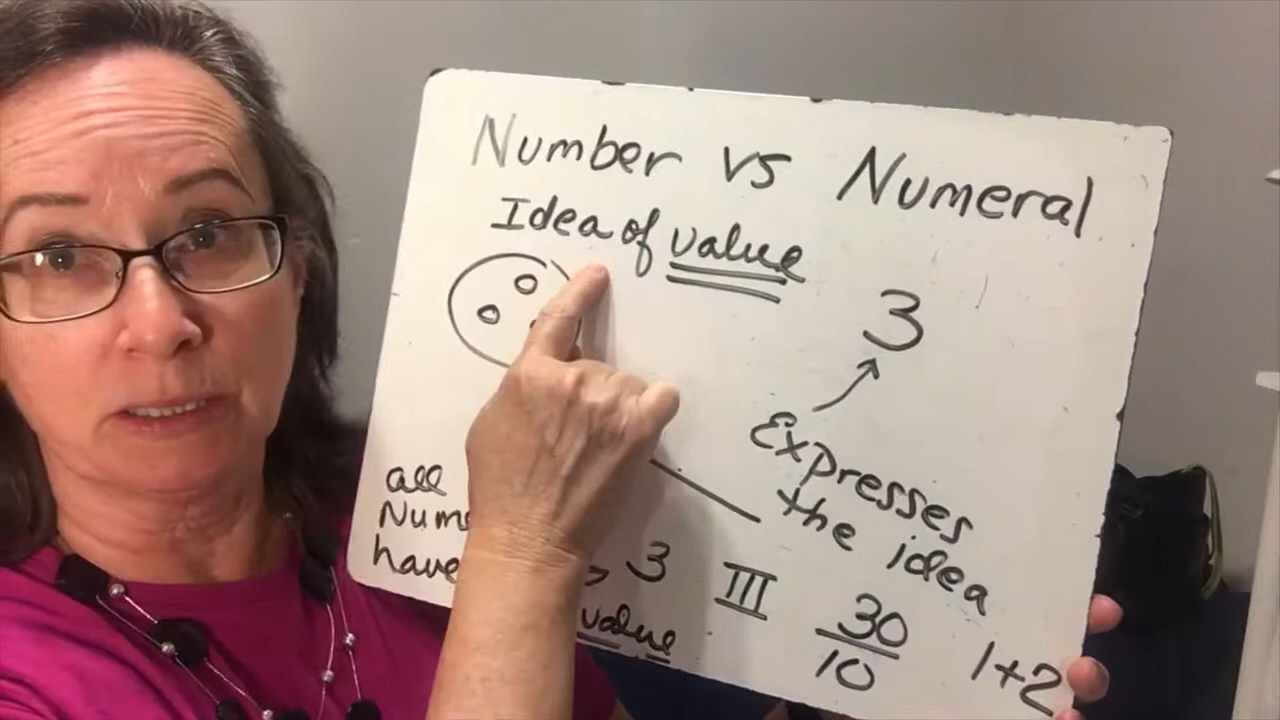 Number vs Numeral
Idea of value
3
Expresses
the idea
all
Num
have
3 III 30/10 1+2
value